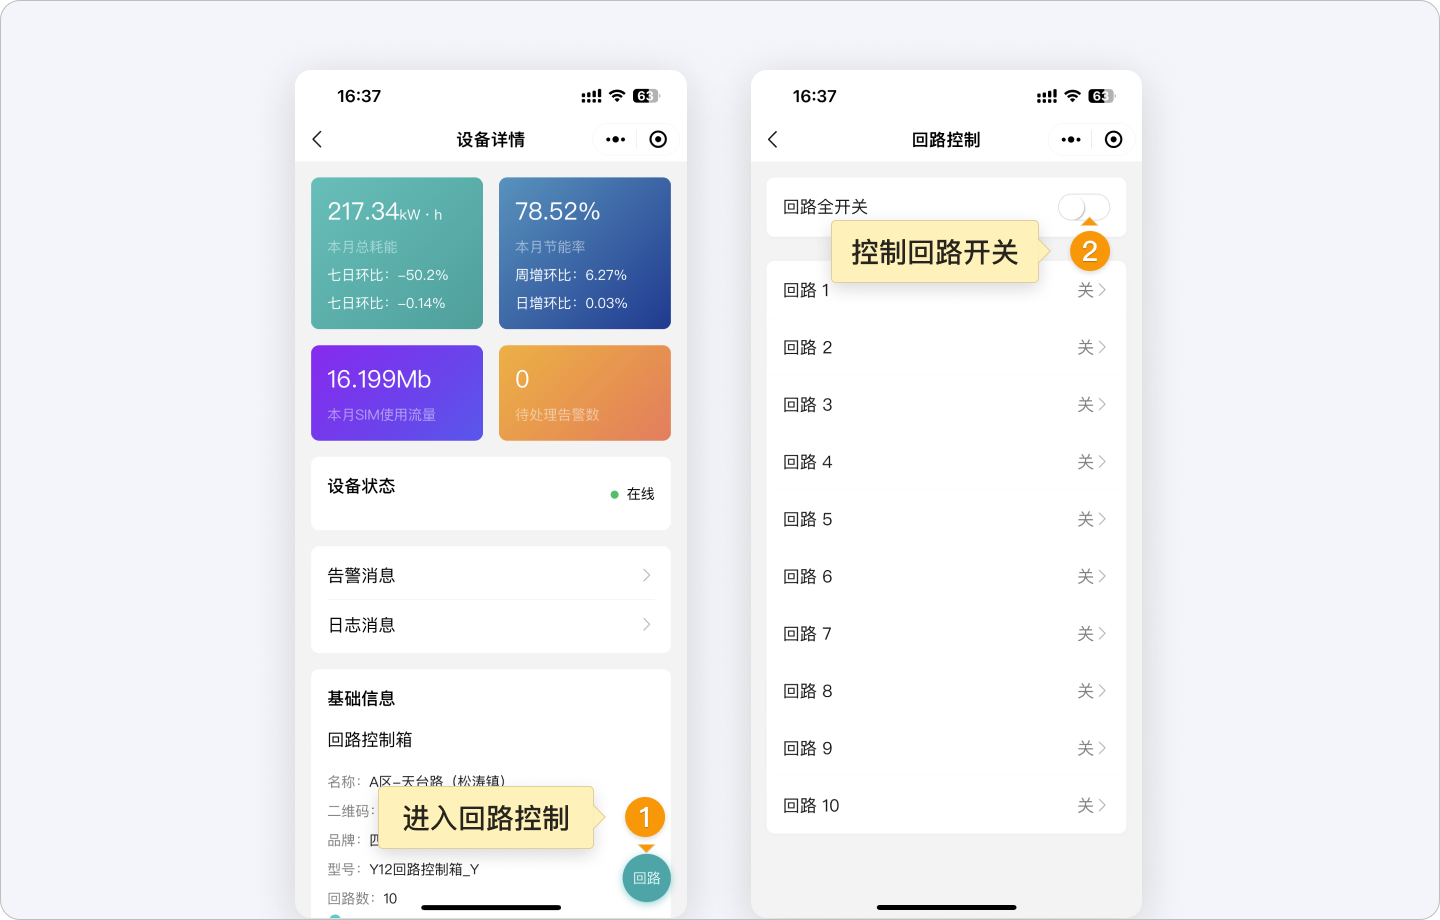 16:37
63
设备详情
217.34kW · h
本月总耗能
七日环比：-50.2%
七日环比：-0.14%
78.52%
本月节能率
周增环比：6.27%
日增环比：0.03%
16.199Mb
本月SIM使用流量
0
待处理告警数
设备状态
在线
告警消息
日志消息
基础信息
回路控制箱
名称：A区-天台路（松涛镇）
二维码：
进入回路控制
1
品牌：四
型号：Y12回路控制箱_Y
回路
回路数：10
16:37
63
回路控制
回路全开关
控制回路开关
2
回路 1 关
回路 2 关
回路 3 关
回路 4 关
回路 5 关
回路 6 关
回路 7 关
回路 8 关
回路 9 关
回路 10 关